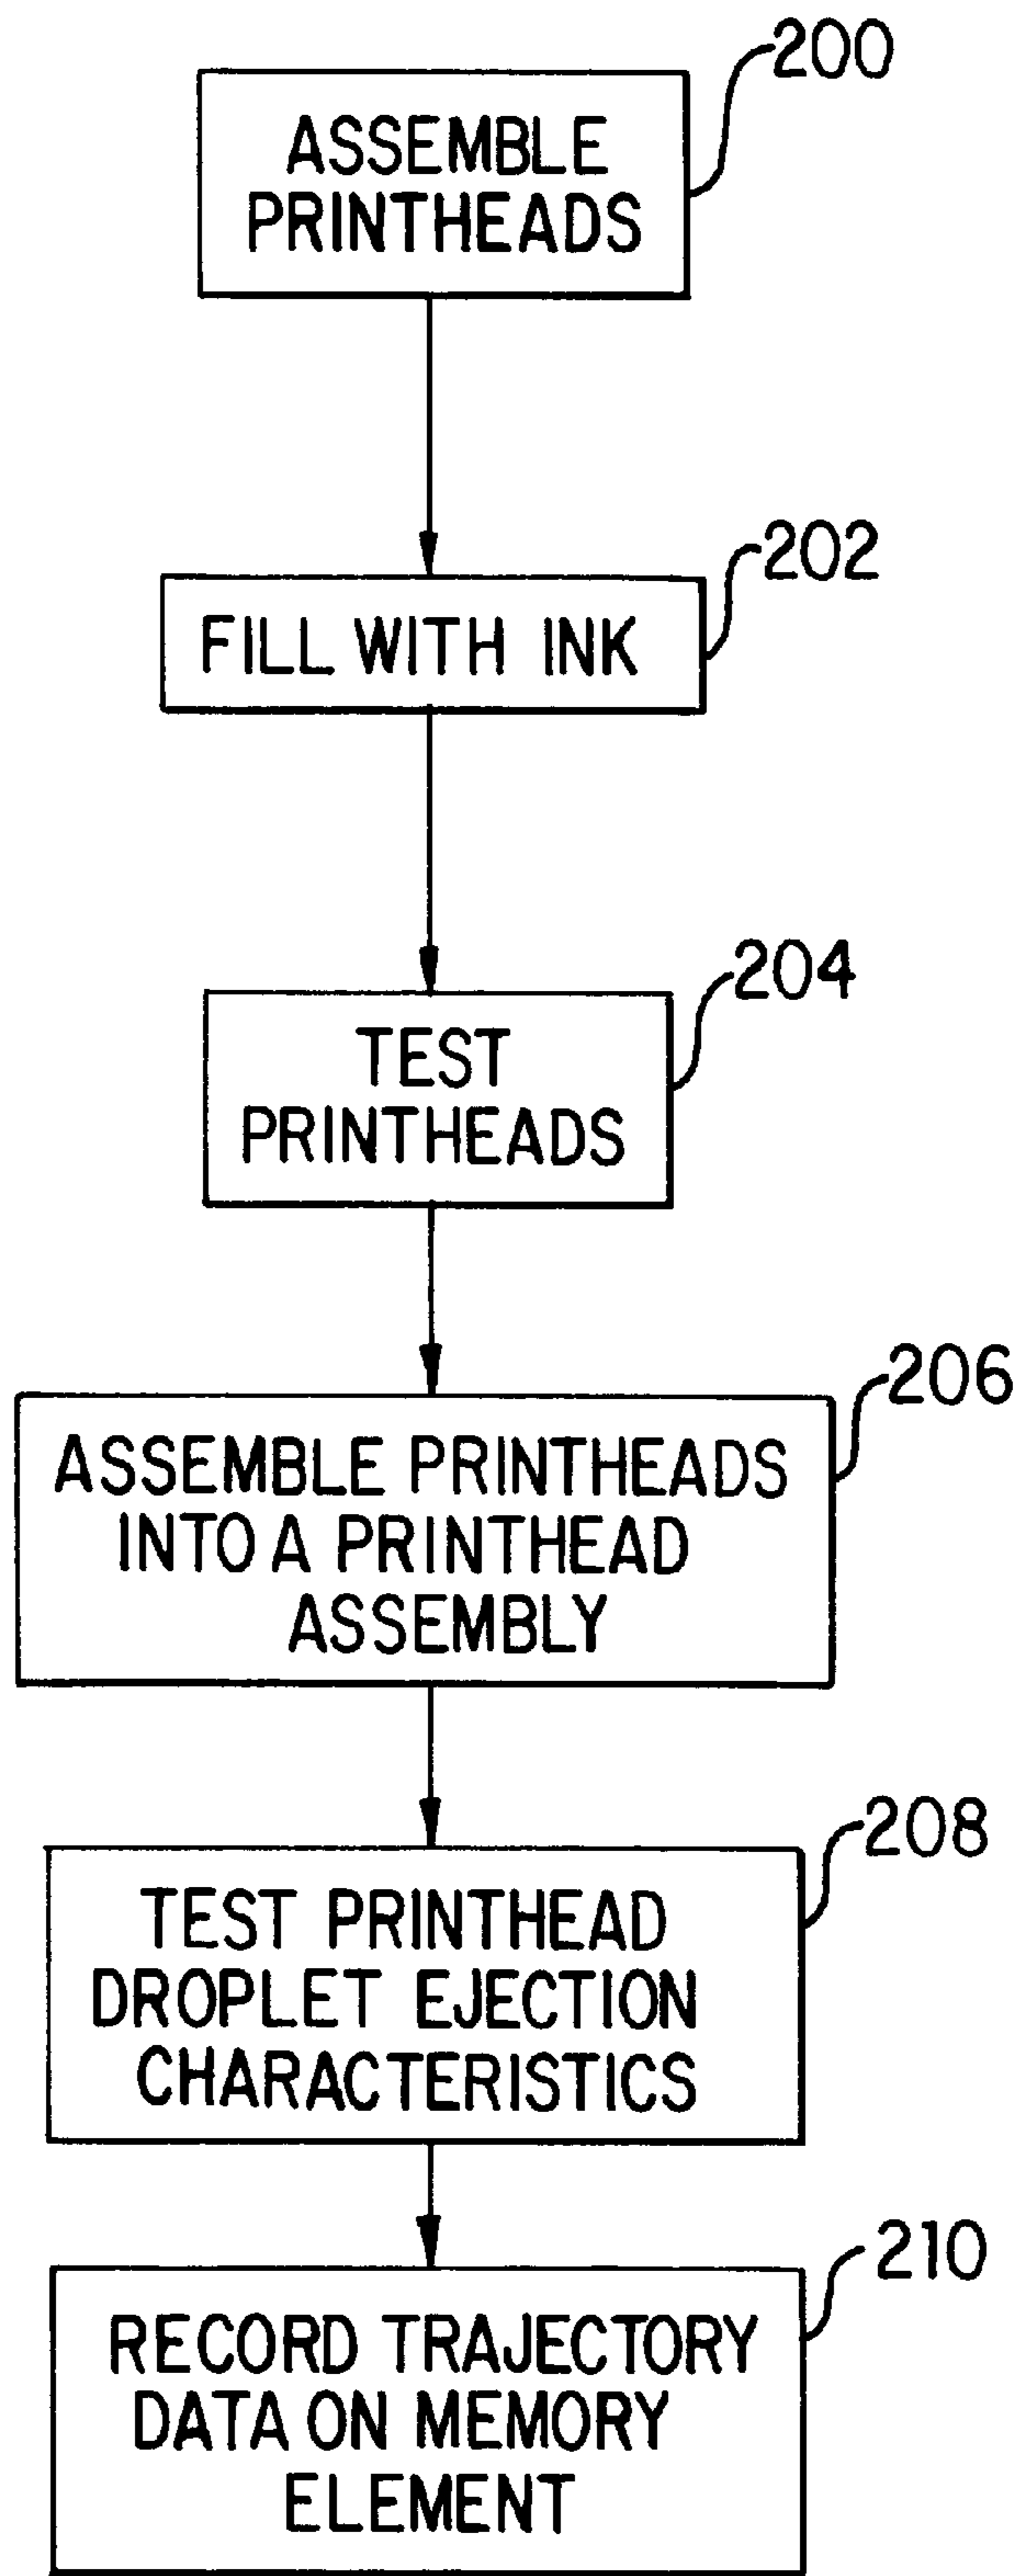 200
ASSEMBLE
PRINTHEADS
202
FILL WITH INK
204
TEST
PRINTHEADS
206
ASSEMBLE PRINTHEADS
INTO A PRINTHEAD
ASSEMBLY
208
TEST PRINTHEAD
DROPLET EJECTION
CHARACTERISTICS
210
RECORD TRAJECTORY
DATA ON MEMORY
ELEMENT